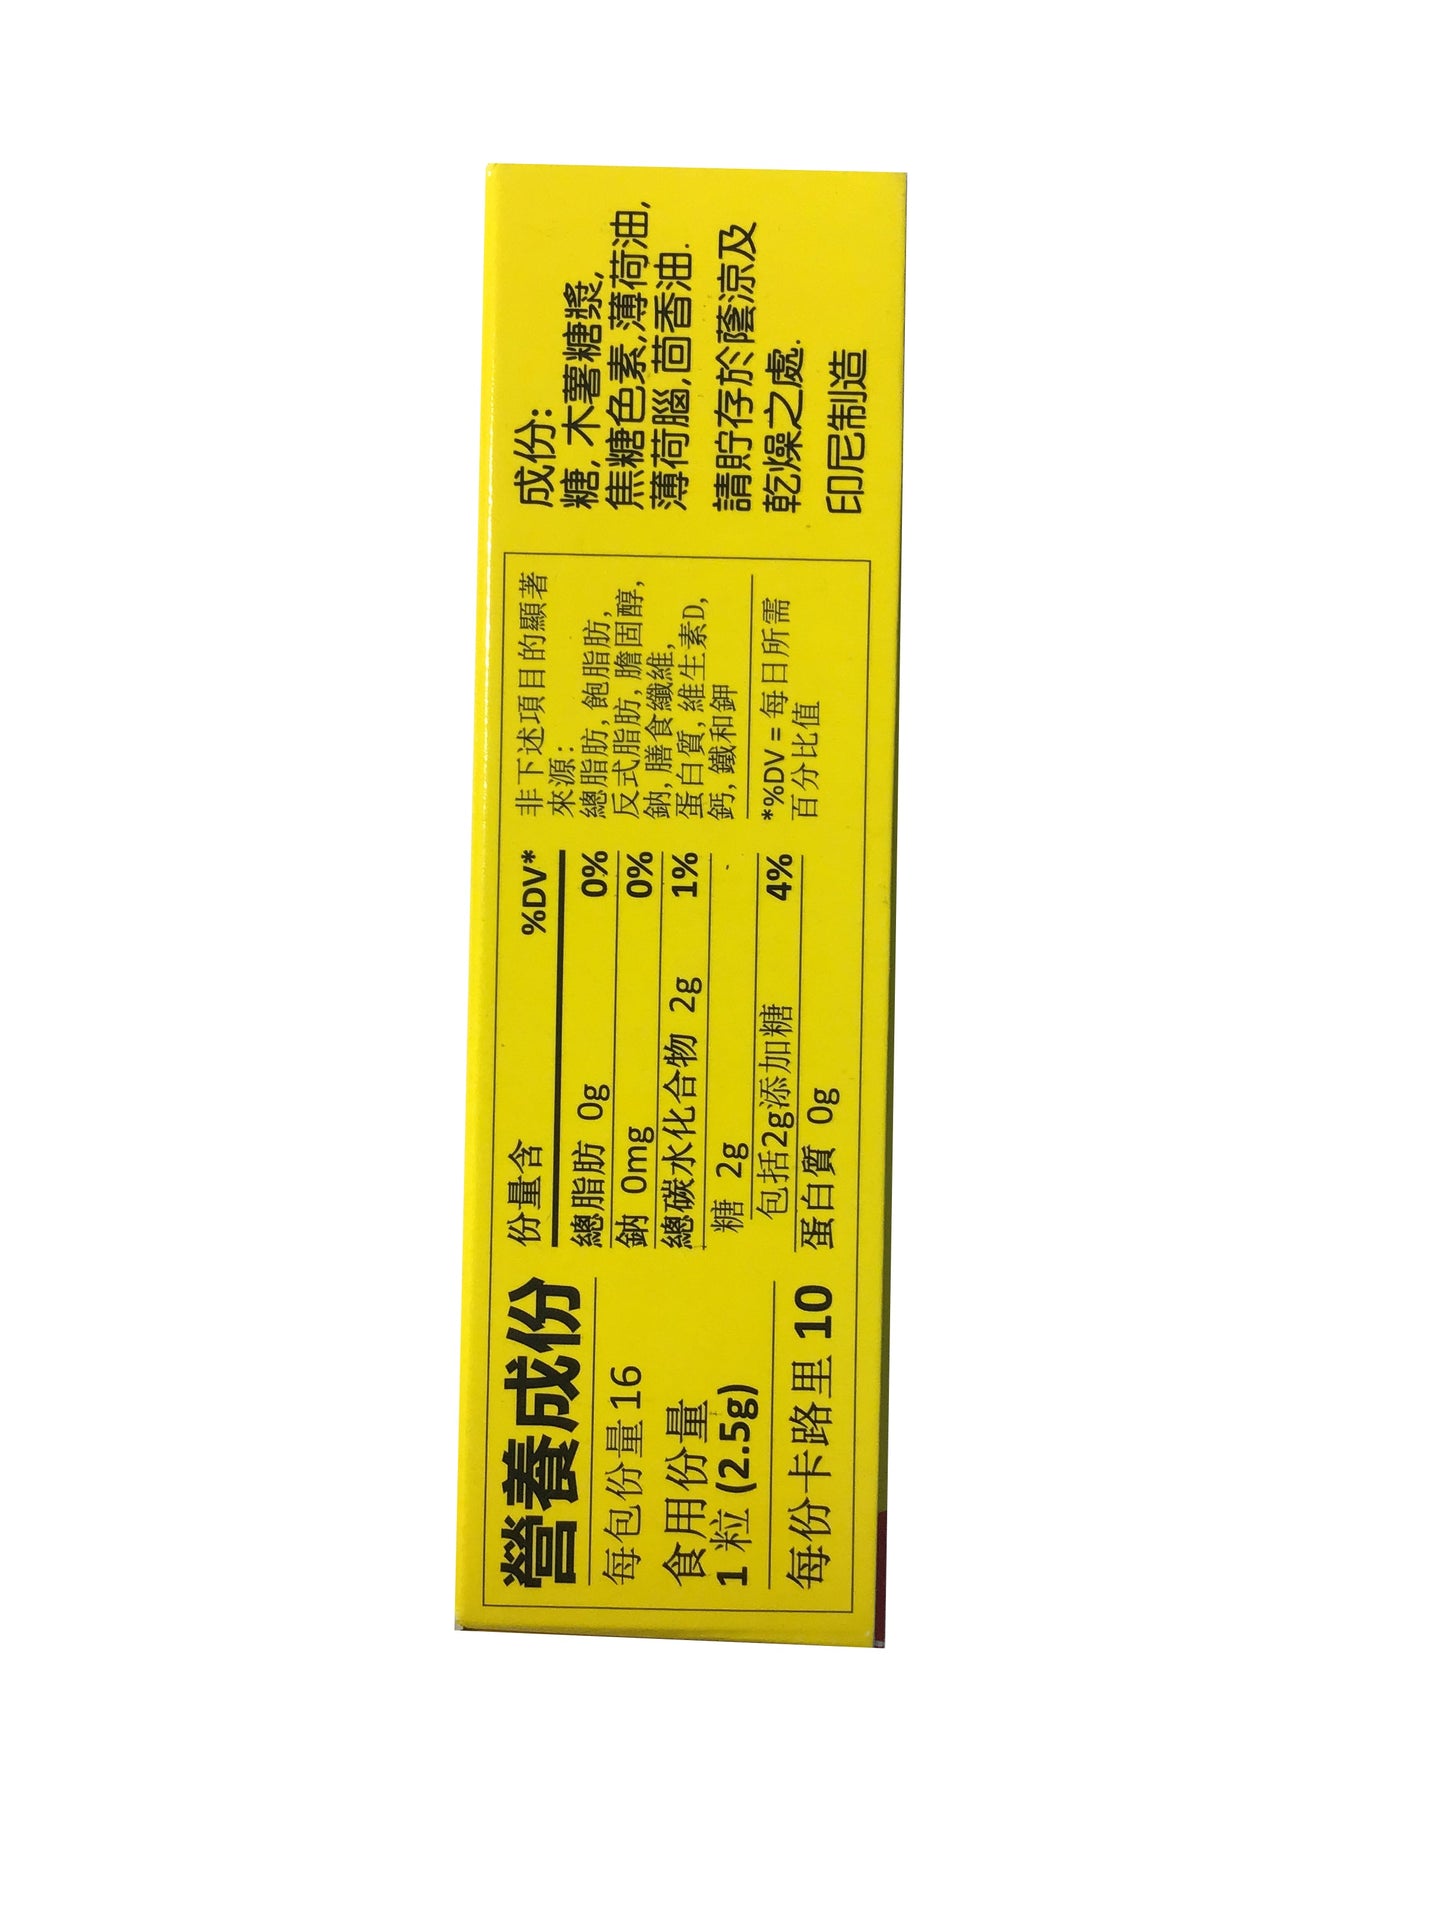 營養成份
每包份量 16
食用份量
1 粒 (2.5g)
每份卡路里 10
份量含 %DV*
總脂肪 0g 0%
鈉 0mg 0%
總碳水化合物 2g 1%
糖 2g
包括2g添加糖 4%
蛋白質 0g
非下述項目的顯著
來源:
總脂肪, 飽脂肪,
反式脂肪, 膽固醇,
鈉, 膳食纖維,
蛋白質, 維生素D,
鈣, 鐵和鉀
*%DV = 每日所需
百分比值
成份:
糖, 木薯糖漿,
焦糖色素,薄荷油,
薄荷腦,茴香油.
請貯存於蔭涼及
乾燥之處.
印尼制造